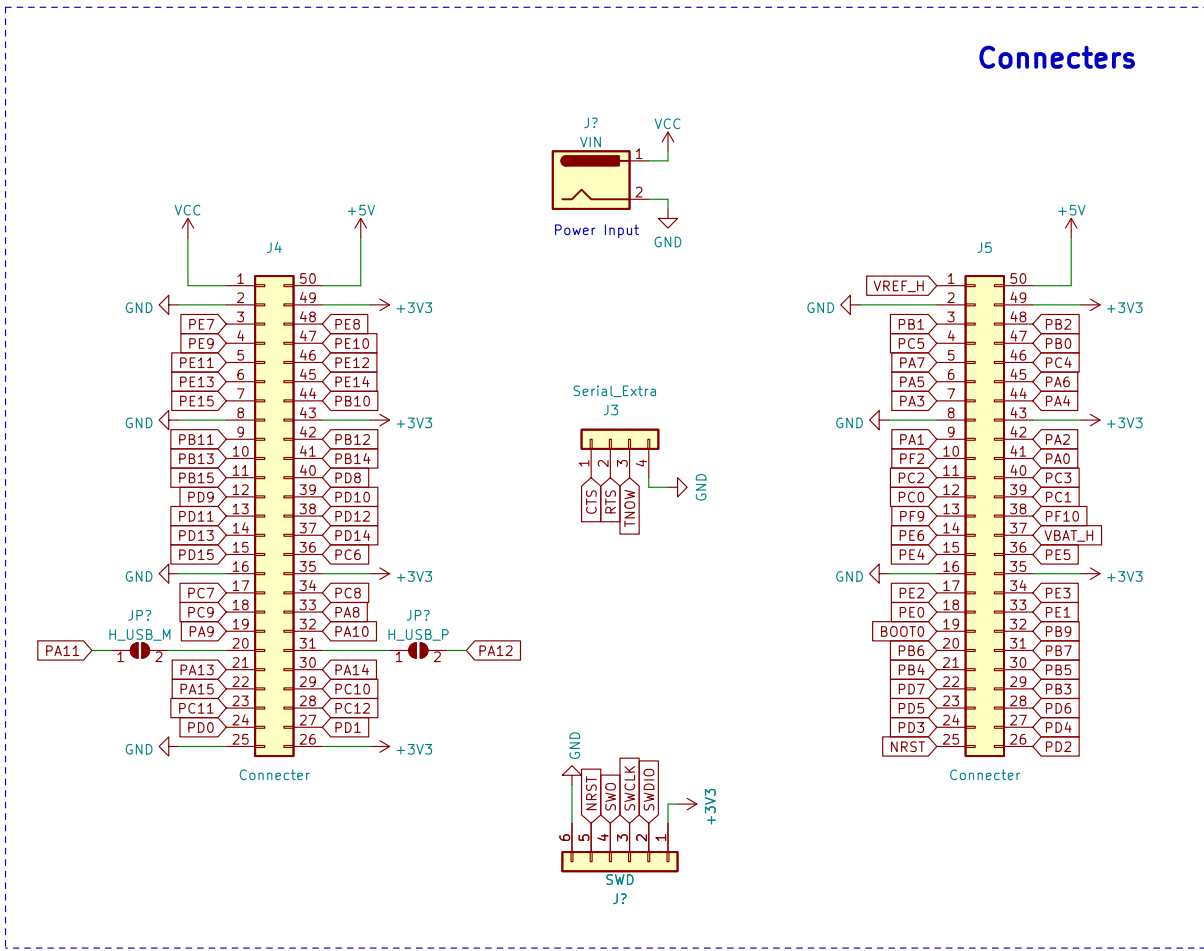 Connecters
J?
VIN
VCC
1
2
GND
Power Input
VCC
+5V
J4
1 50
GND 2 49 +3V3
PE7 3 48 PE8
PE9 4 47 PE10
PE11 5 46 PE12
PE13 6 45 PE14
PE15 7 44 PB10
GND 8 43 +3V3
PB11 9 42 PB12
PB13 10 41 PB14
PB15 11 40 PD8
PD9 12 39 PD10
PD11 13 38 PD12
PD13 14 37 PD14
PD15 15 36 PC6
GND 16 35 +3V3
PC7 17 34 PC8
PC9 18 33 PA8
PA9 19 32 PA10
JP?
H_USB_M
JP?
H_USB_P
PA11 1 2 20 31 1 2 PA12
PA13 21 30 PA14
PA15 22 29 PC10
PC11 23 28 PC12
PD0 24 27 PD1
GND 25 26 +3V3
Connecter
Serial_Extra
J3
1 2 3 4
CTS
RTS
TNOW
GND
GND
NRST
SWO
SWCLK
SWDIO
+3V3
6 5 4 3 2 1
SWD
J?
+5V
J5
VREF_H 1 50
GND 2 49 +3V3
PB1 3 48 PB2
PC5 4 47 PB0
PA7 5 46 PC4
PA5 6 45 PA6
PA3 7 44 PA4
GND 8 43 +3V3
PA1 9 42 PA2
PF2 10 41 PA0
PC2 11 40 PC3
PC0 12 39 PC1
PF9 13 38 PF10
PE6 14 37 VBAT_H
PE4 15 36 PE5
GND 16 35 +3V3
PE2 17 34 PE3
PE0 18 33 PE1
BOOT0 19 32 PB9
PB6 20 31 PB7
PB4 21 30 PB5
PD7 22 29 PB3
PD5 23 28 PD6
PD3 24 27 PD4
NRST 25 26 PD2
Connecter